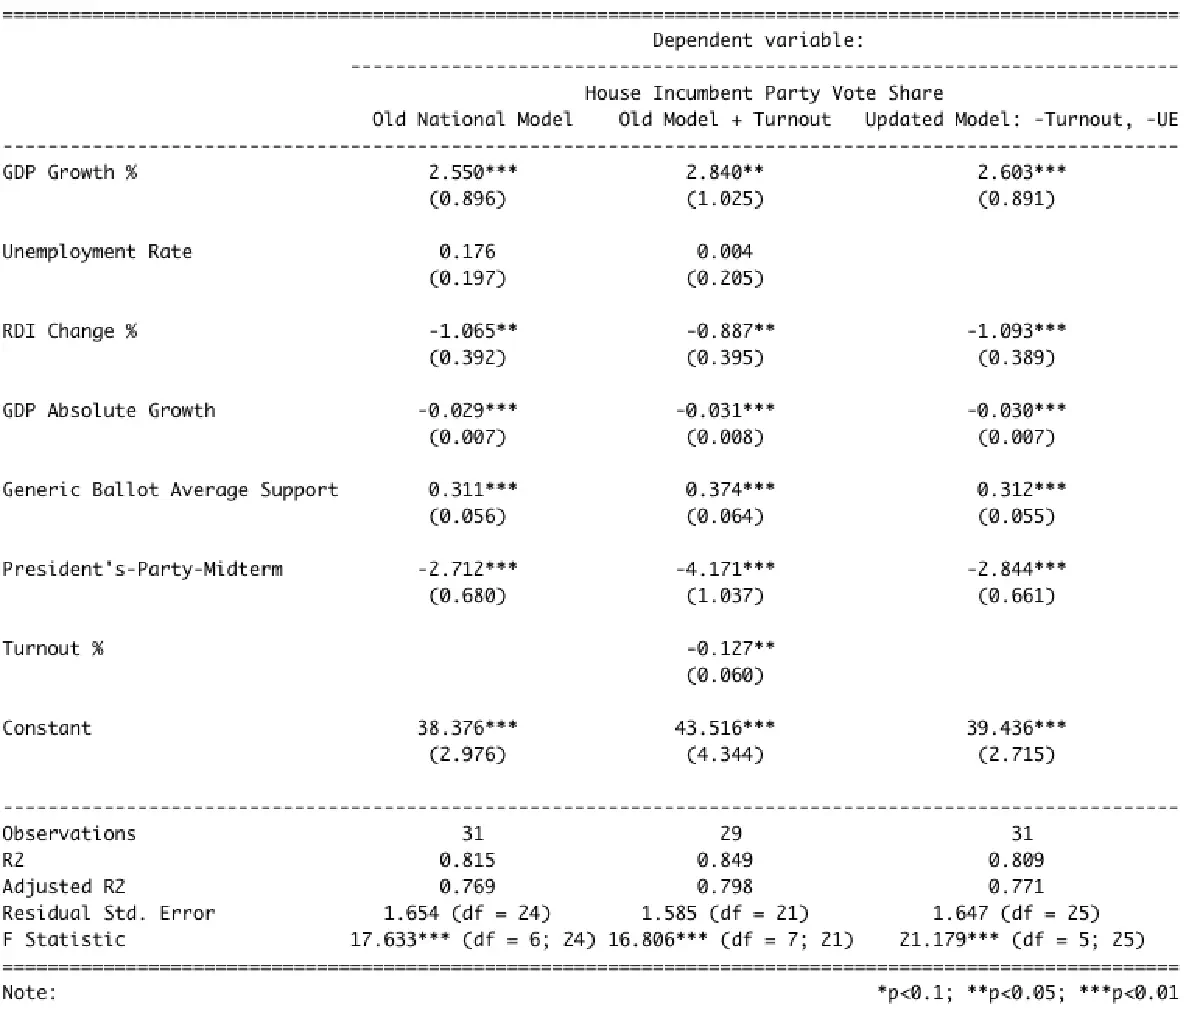 Dependent variable:
House Incumbent Party Vote Share
Old National Model Old Model + Turnout Updated Model: -Turnout, -UE
GDP Growth % 2.550*** 2.840** 2.603***
(0.896) (1.025) (0.891)
Unemployment Rate 0.176 0.004
(0.197) (0.205)
RDI Change % -1.065** -0.887** -1.093***
(0.392) (0.395) (0.389)
GDP Absolute Growth -0.029*** -0.031*** -0.030***
(0.007) (0.008) (0.007)
Generic Ballot Average Support 0.311*** 0.374*** 0.312***
(0.056) (0.064) (0.055)
President's-Party-Midterm -2.712*** -4.171*** -2.844***
(0.680) (1.037) (0.661)
Turnout % -0.127**
(0.060)
Constant 38.376*** 43.516*** 39.436***
(2.976) (4.344) (2.715)
Observations 31 29 31
R2 0.815 0.849 0.809
Adjusted R2 0.769 0.798 0.771
Residual Std. Error 1.654 (df = 24) 1.585 (df = 21) 1.647 (df = 25)
F Statistic 17.633*** (df = 6; 24) 16.806*** (df = 7; 21) 21.179*** (df = 5; 25)
Note: *p<0.1; **p<0.05; ***p<0.01